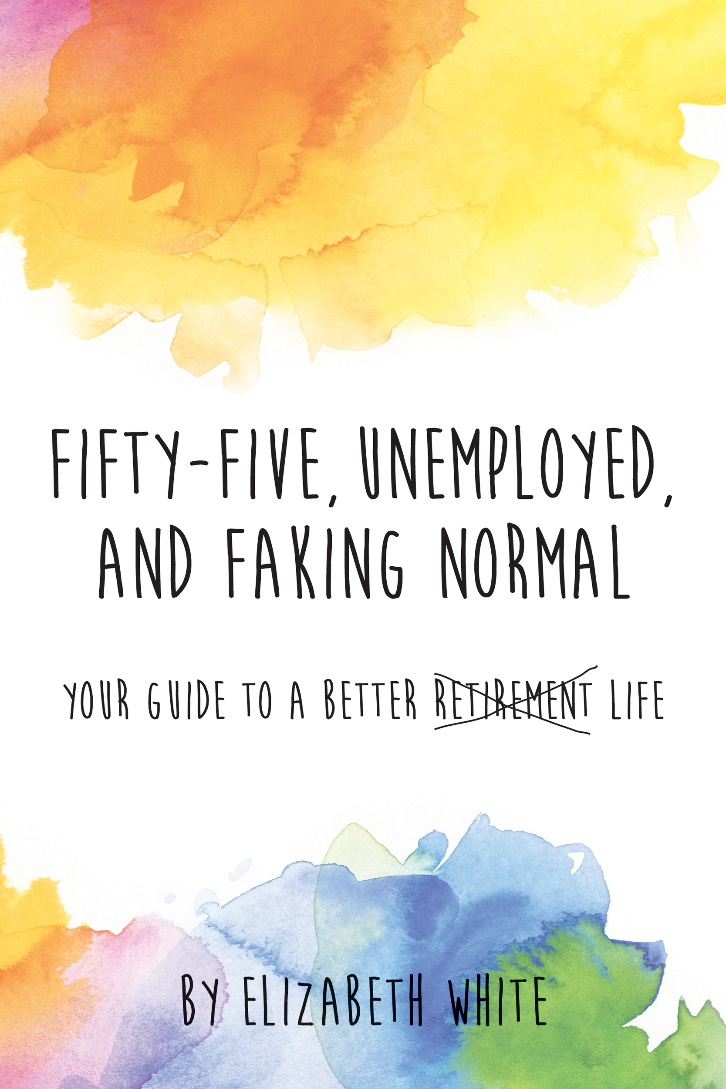 FIFTY-FIVE, UNEMPLOYED,
AND FAKING NORMAL
YOUR GUIDE TO A BETTER RETIREMENT LIFE
BY ELIZABETH WHITE